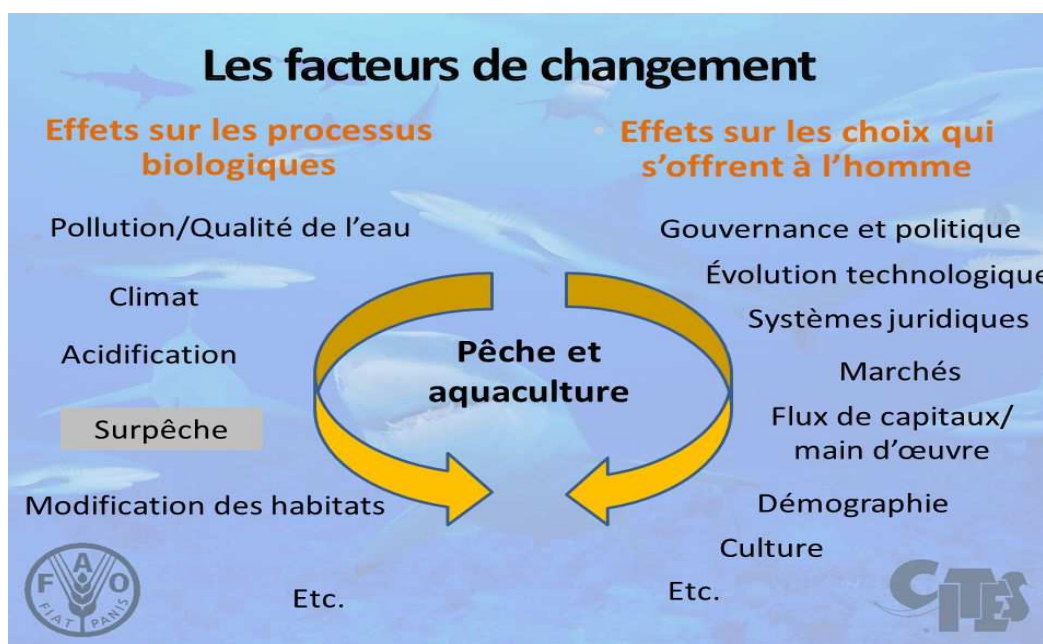 Les facteurs de changement
Effets sur les processus
biologiques
Pollution/Qualité de l'eau
Climat
Acidification
Surpêche
Modification des habitats
Etc.
Pêche et
aquaculture
Effets sur les choix qui
s'offrent à l'homme
Gouvernance et politique
Évolution technologique
Systèmes juridiques
Marchés
Flux de capitaux/
main d'œuvre
Démographie
Culture
Etc.
F A O
FIAT PANIS
CITES